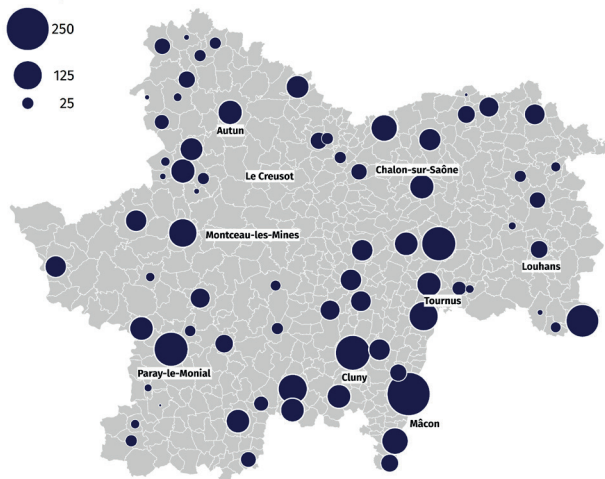 250
125
25
Autun
Le Creusot
Chalon-sur-Saône
Montceau-les-Mines
Louhans
Tournus
Paray-le-Monial
Cluny
Mâcon